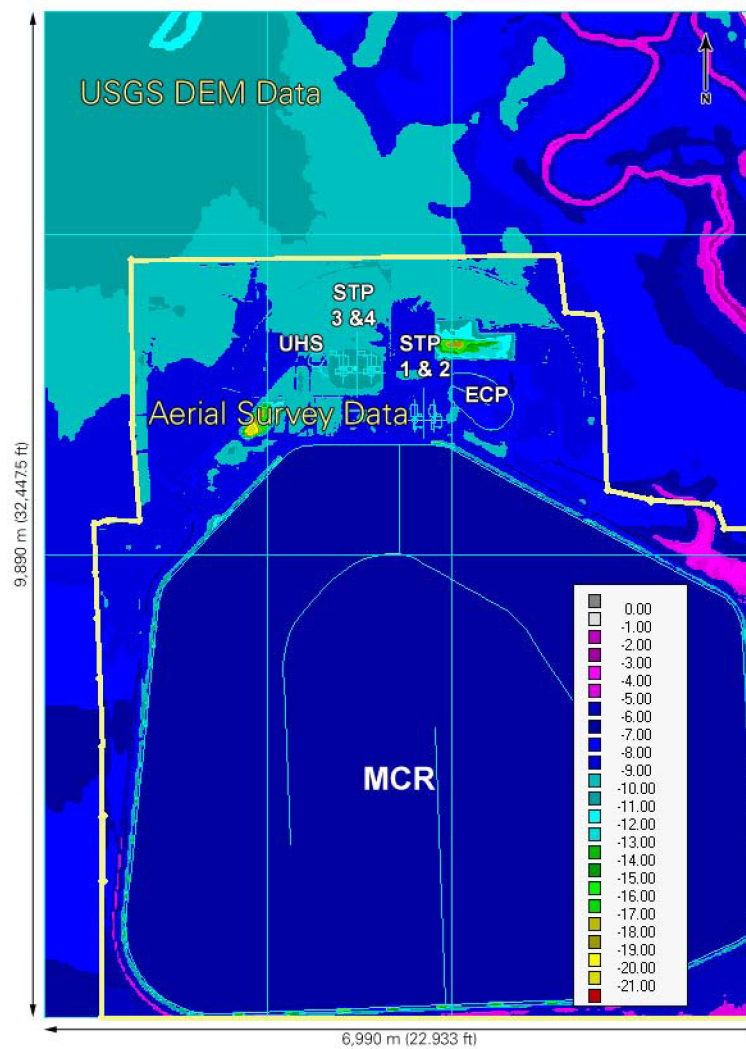 USGS DEM Data
N
STP
3 &4
UHS
STP
1 & 2
ECP
Aerial Survey Data
9,890 m (32,447.5 ft)
0.00
-1.00
-2.00
-3.00
-4.00
-5.00
-6.00
-7.00
-8.00
-9.00
-10.00
-11.00
-12.00
-13.00
-14.00
-15.00
-16.00
-17.00
-18.00
-19.00
-20.00
-21.00
MCR
6,990 m (22.933 ft)